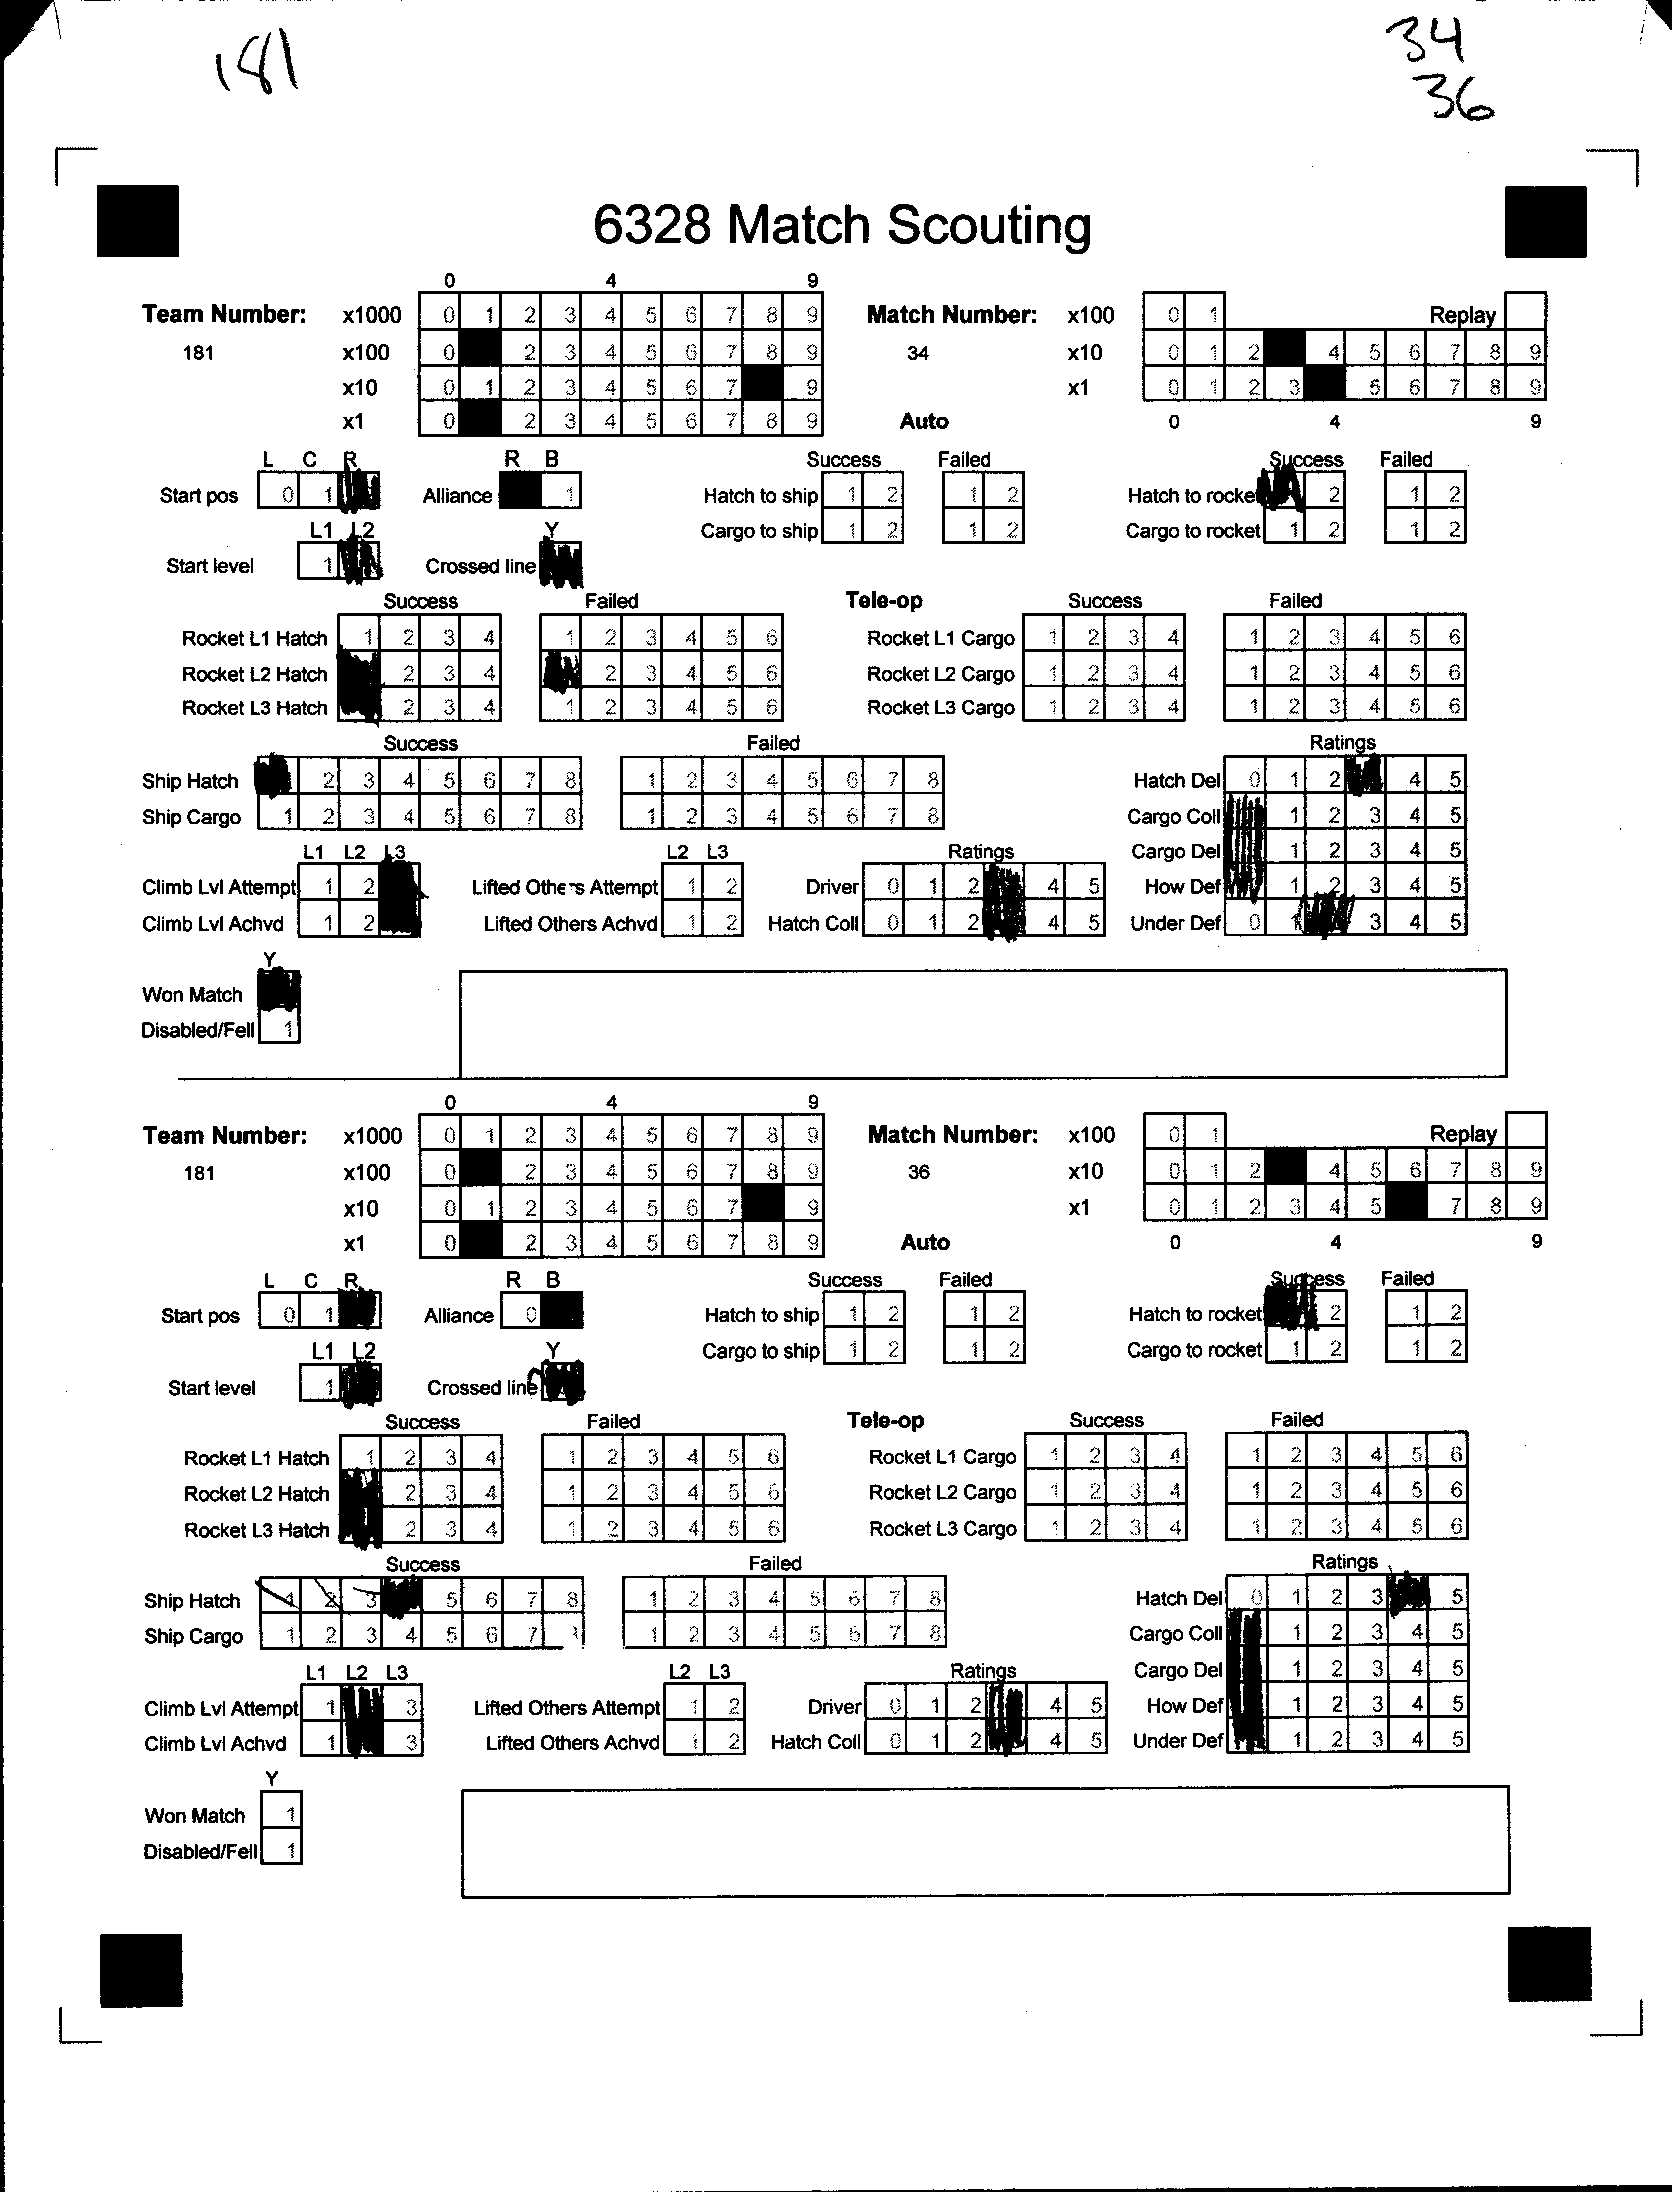 181
34
36
6328 Match Scouting
0 4 9
Team Number: x1000 0 1 2 3 4 5 6 7 8 9 Match Number: x100 0 1 Replay
181 x100 0 2 3 4 5 6 7 8 9 34 x10 0 1 2 4 5 6 7 8 9
x10 0 1 2 3 4 5 6 7 9 x1 0 1 2 3 5 6 7 8 9
x1 0 2 3 4 5 6 7 8 9 Auto 0 4 9
L C R R B Success Failed Success Failed
Start pos 0 1 Alliance 1 Hatch to ship 1 2 1 2 Hatch to rocket 2 1 2
L1 L2 Y Cargo to ship 1 2 1 2 Cargo to rocket 1 2 1 2
Start level 1 Crossed line
Success Failed Tele-op Success Failed
Rocket L1 Hatch 1 2 3 4 1 2 3 4 5 6 Rocket L1 Cargo 1 2 3 4 1 2 3 4 5 6
Rocket L2 Hatch 2 3 4 2 3 4 5 6 Rocket L2 Cargo 1 2 3 4 1 2 3 4 5 6
Rocket L3 Hatch 2 3 4 1 2 3 4 5 6 Rocket L3 Cargo 1 2 3 4 1 2 3 4 5 6
Success Failed Ratings
Ship Hatch 2 3 4 5 6 7 8 1 2 3 4 5 6 7 8 Hatch Del 0 1 2 4 5
Ship Cargo 1 2 3 4 5 6 7 8 1 2 3 4 5 6 7 8 Cargo Coll 1 2 3 4 5
L1 L2 L3 L2 L3 Ratings Cargo Del 1 2 3 4 5
Climb Lvl Attempt 1 2 Lifted Others Attempt 1 2 Driver 0 1 2 4 5 How Def 1 2 3 4 5
Climb Lvl Achvd 1 2 Lifted Others Achvd 1 2 Hatch Coll 0 1 2 4 5 Under Def 0 1 3 4 5
Y
Won Match
Disabled/Fell 1
0 4 9
Team Number: x1000 0 1 2 3 4 5 6 7 8 9 Match Number: x100 0 1 Replay
181 x100 0 2 3 4 5 6 7 8 9 36 x10 0 1 2 4 5 6 7 8 9
x10 0 1 2 3 4 5 6 7 9 x1 0 1 2 3 4 5 7 8 9
x1 0 2 3 4 5 6 7 8 9 Auto 0 4 9
L C R R B Success Failed Success Failed
Start pos 0 1 Alliance 0 Hatch to ship 1 2 1 2 Hatch to rocket 2 1 2
L1 L2 Y Cargo to ship 1 2 1 2 Cargo to rocket 1 2 1 2
Start level 1 Crossed line
Success Failed Tele-op Success Failed
Rocket L1 Hatch 1 2 3 4 1 2 3 4 5 6 Rocket L1 Cargo 1 2 3 4 1 2 3 4 5 6
Rocket L2 Hatch 2 3 4 1 2 3 4 5 6 Rocket L2 Cargo 1 2 3 4 1 2 3 4 5 6
Rocket L3 Hatch 2 3 4 1 2 3 4 5 6 Rocket L3 Cargo 1 2 3 4 1 2 3 4 5 6
Success Failed Ratings
Ship Hatch 1 2 3 5 6 7 8 1 2 3 4 5 6 7 8 Hatch Del 0 1 2 3 5
Ship Cargo 1 2 3 4 5 6 7 1 2 3 4 5 6 7 8 Cargo Coll 1 2 3 4 5
L1 L2 L3 L2 L3 Ratings Cargo Del 1 2 3 4 5
Climb Lvl Attempt 1 3 Lifted Others Attempt 1 2 Driver 0 1 2 4 5 How Def 1 2 3 4 5
Climb Lvl Achvd 1 3 Lifted Others Achvd 1 2 Hatch Coll 0 1 2 4 5 Under Def 1 2 3 4 5
Y
Won Match 1
Disabled/Fell 1